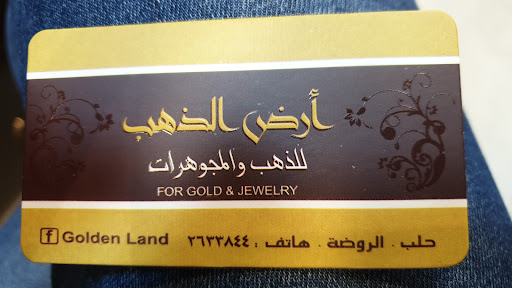 أرض الذهب
للذهب والمجوهرات
FOR GOLD & JEWELRY
حلب . الروضة . هاتف : ٢٦٣٣٨٤٤
f Golden Land